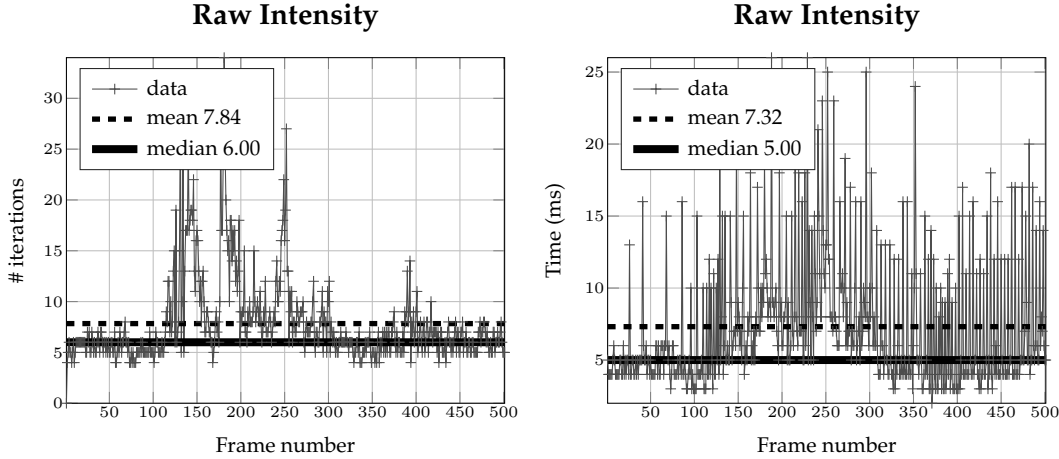 Raw Intensity
# iterations
30
25
20
15
10
5
0
data
mean 7.84
median 6.00
50 100 150 200 250 300 350 400 450 500
Frame number
Raw Intensity
Time (ms)
25
20
15
10
5
data
mean 7.32
median 5.00
50 100 150 200 250 300 350 400 450 500
Frame number